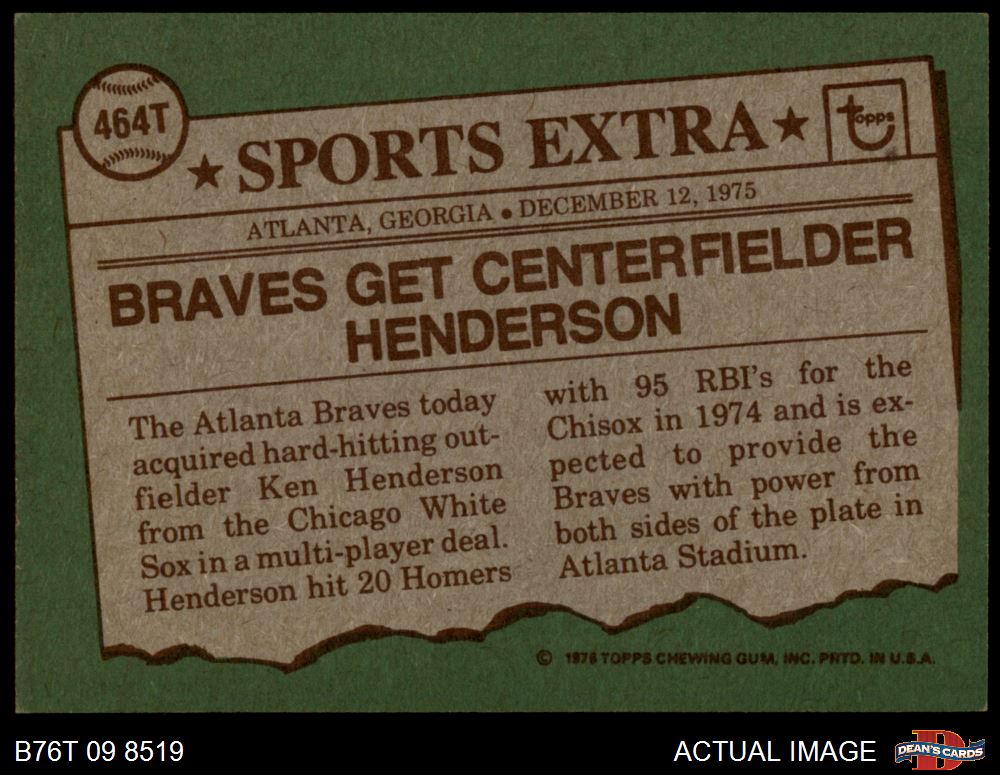 464T
★ SPORTS EXTRA ★
Topps
ATLANTA, GEORGIA • DECEMBER 12, 1975
BRAVES GET CENTERFIELDER
HENDERSON
The Atlanta Braves today
acquired hard-hitting out-
fielder Ken Henderson
from the Chicago White
Sox in a multi-player deal.
Henderson hit 20 Homers
with 95 RBI's for the
Chisox in 1974 and is ex-
pected to provide the
Braves with power from
both sides of the plate in
Atlanta Stadium.
© 1976 TOPPS CHEWING GUM, INC. PRTD. IN U.S.A.
B76T 09 8519
ACTUAL IMAGE
D
DEAN'S CARDS